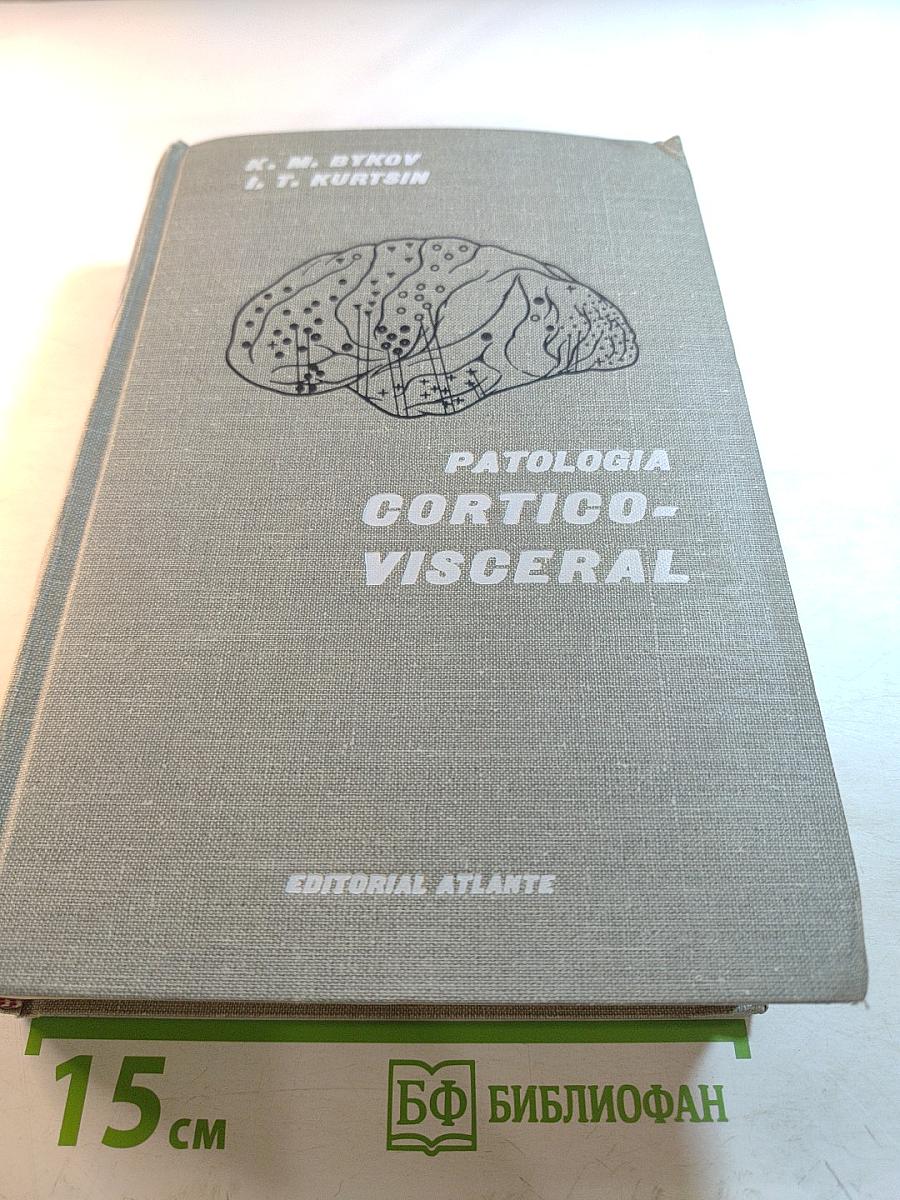 K. M. BYKOV
I. T. KURTSIN
PATOLOGIA
CORTICO-
VISCERAL
EDITORIAL ATLANTE
15 см
БФ БИБЛИОФАН